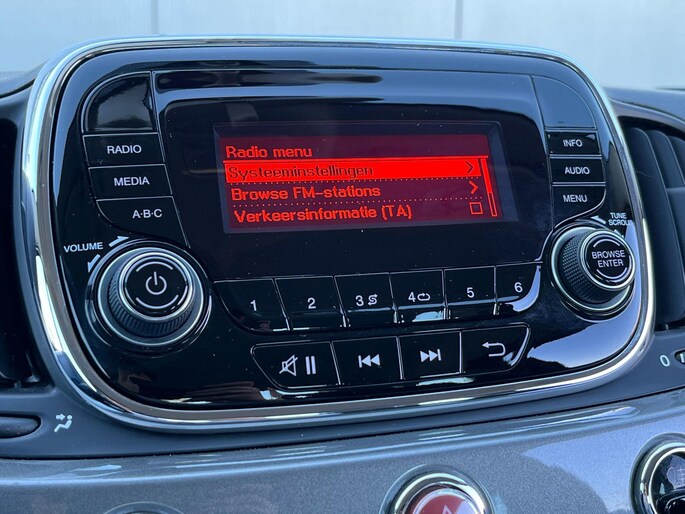 RADIO
MEDIA
A·B·C
VOLUME
Radio menu
Systeeminstellingen
Browse FM-stations
Verkeersinformatie (TA)
INFO
AUDIO
MENU
TUNE
SCROLL
BROWSE
ENTER
1 2 3 4 5 6
0